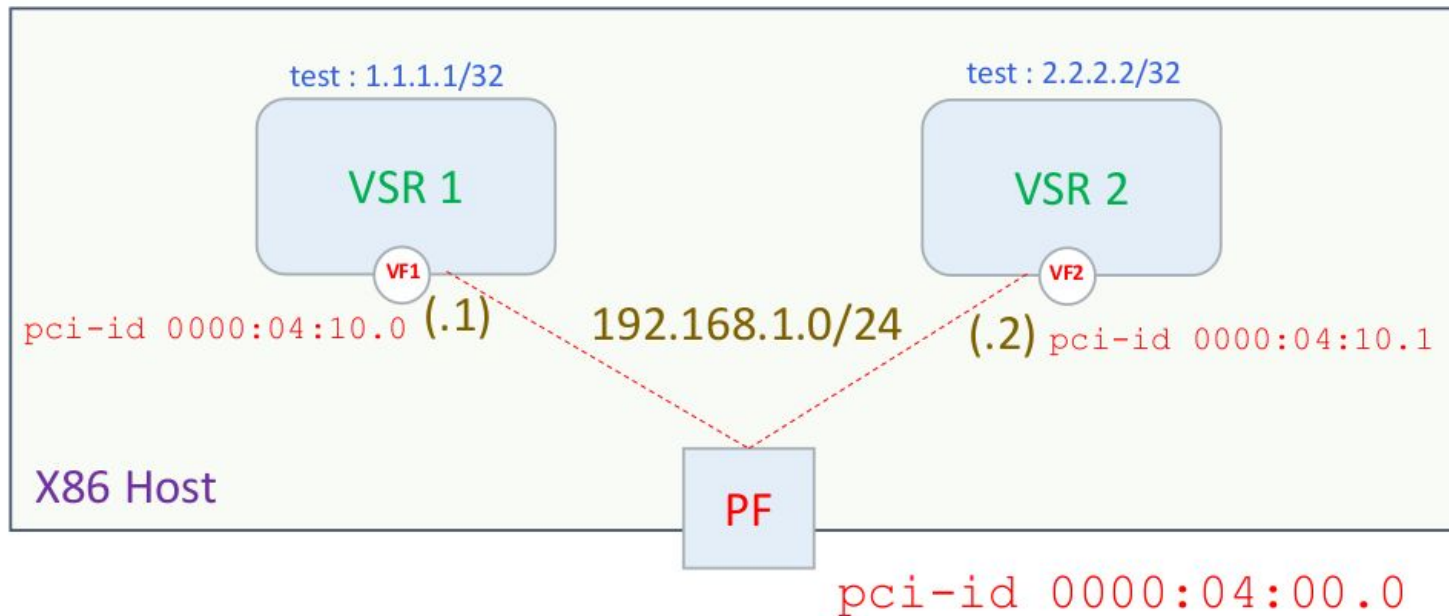 test : 1.1.1.1/32
test : 2.2.2.2/32
VSR 1
VSR 2
VF1
VF2
pci-id 0000:04:10.0
(.1)
192.168.1.0/24
(.2)
pci-id 0000:04:10.1
X86 Host
PF
pci-id 0000:04:00.0